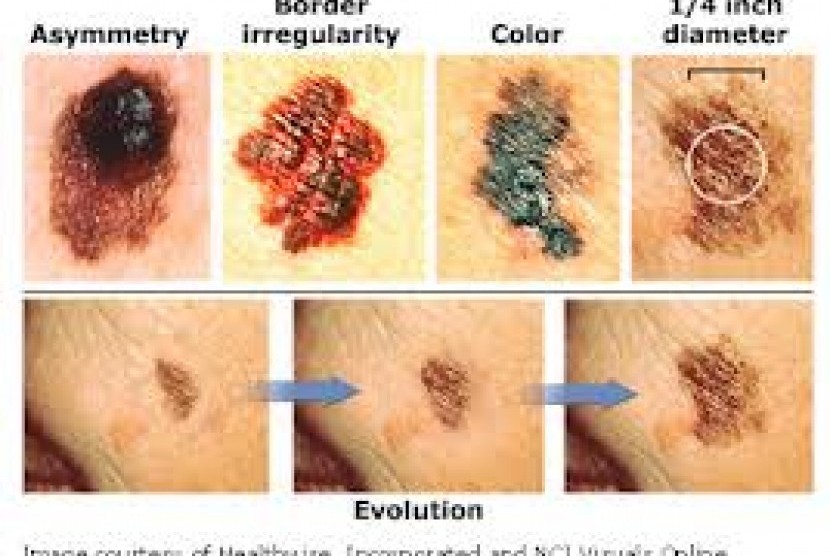 Asymmetry
Border
irregularity
Color
1/4 inch
diameter
Evolution
Image courtesy of Healthwise, Incorporated and NCI Visuals Online